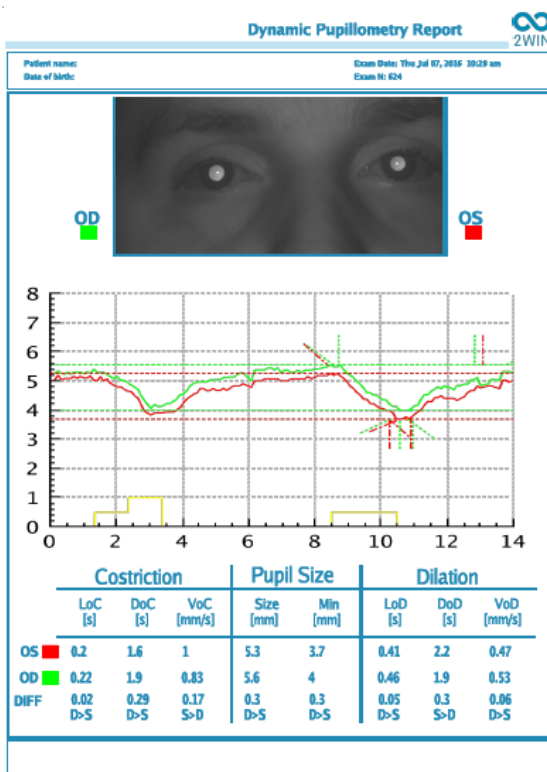 Dynamic Pupillometry Report
2WIN
Patient name:
Exam Date: Thu Jul 07, 2016 10:29 am
Date of birth:
Exam N: 624
OD
OS
8
7
6
5
4
3
2
1
0
0 2 4 6 8 10 12 14
Costriction Pupil Size Dilation
LoC DoC VoC Size Min LoD DoD VoD
[s] [s] [mm/s] [mm] [mm] [s] [s] [mm/s]
OS 0.2 1.6 1 5.3 3.7 0.41 2.2 0.47
OD 0.22 1.9 0.83 5.6 4 0.46 1.9 0.53
DIFF 0.02 0.29 0.17 0.3 0.3 0.05 0.3 0.06
D>S D>S S>D D>S D>S D>S S>D D>S